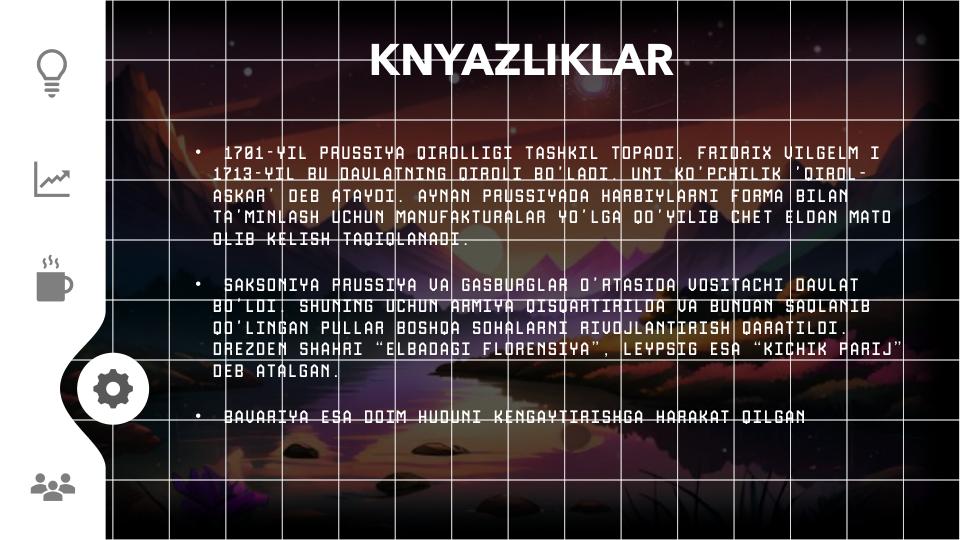 KNYAZLIKLAR
• 1701-YIL PRUSSIYA QIROLLIGI TASHKIL TOPADI. FRIDRIX VILGELM I
1713-YIL BU DAVLATNING QIROLI BO'LADI. UNI KO'PCHILIK 'QIROL-
ASKAR' DEB ATAYDI. AYNAN PRUSSIYADA HARBIYLARNI FORMA BILAN
TA'MINLASH UCHUN MANUFAKTURALAR YO'LGA QO'YILIB CHET ELDAN MATO
OLIB KELISH TAQIQLANADI.
• SAKSONIYA PRUSSIYA VA GASBURGLAR O'RTASIDA VOSITACHI DAVLAT
BO'LDI. SHUNING UCHUN ARMIYA QISQARTIRILDA VA BUNDAN SAQLANIB
QO'LINGAN PULLAR BOSHQA SOHALARNI RIVOJLANTIRISH QARATILDI.
DREZDEN SHAHRI “ELBADAGI FLORENSIYA”, LEYPSIG ESA “KICHIK PARIJ”
DEB ATALGAN.
• BAVARIYA ESA DOIM HUDUNI KENGAYTIRISHGA HARAKAT QILGAN